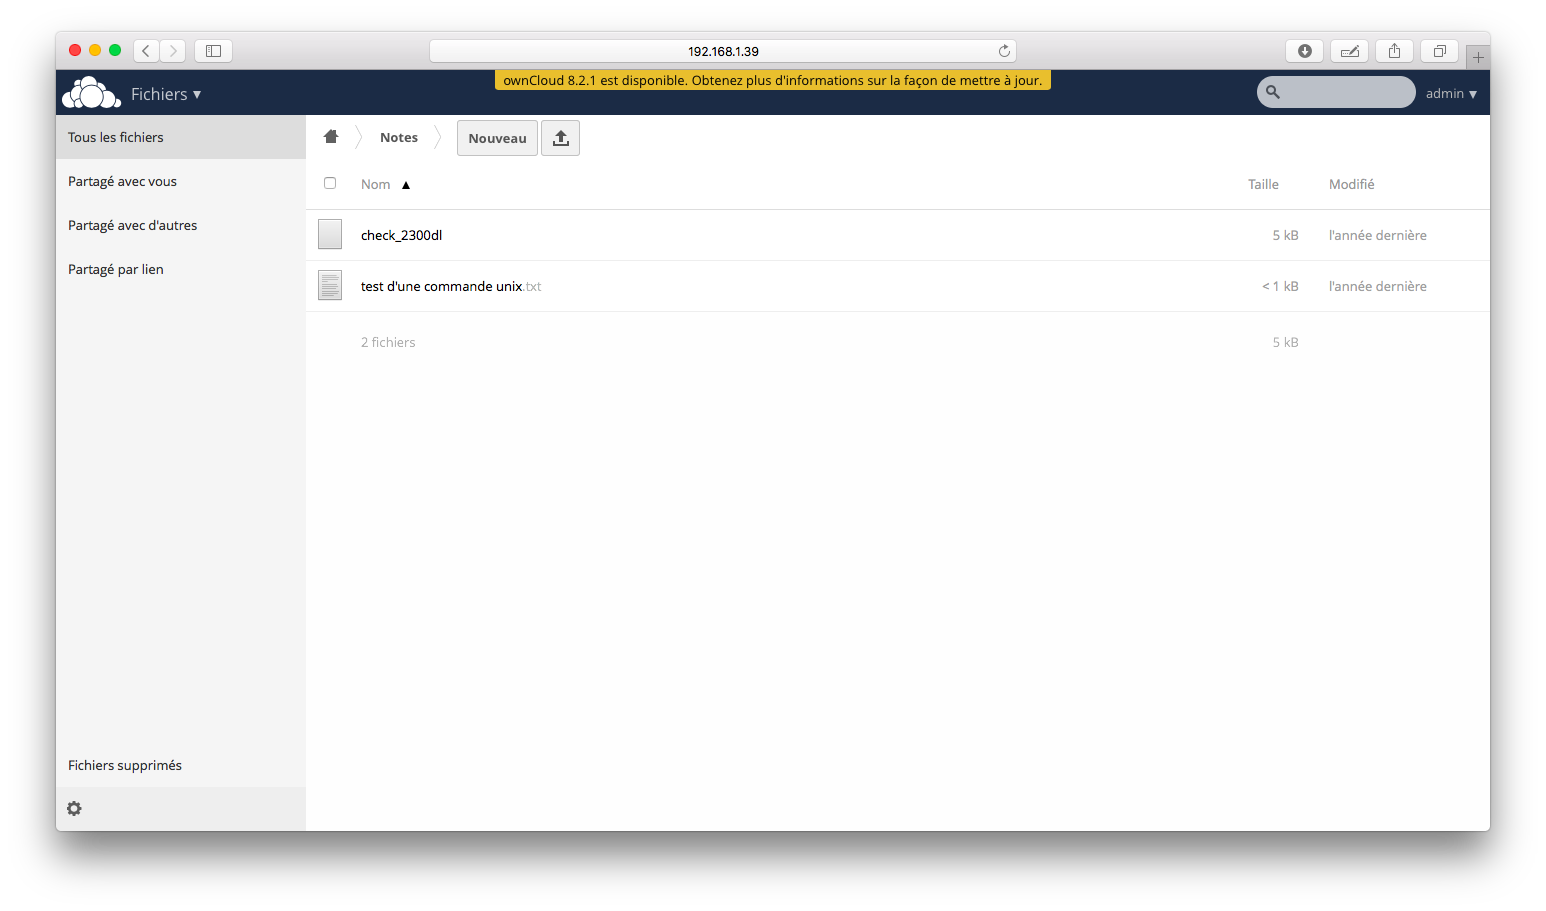 192.168.1.39
ownCloud 8.2.1 est disponible. Obtenez plus d'informations sur la façon de mettre à jour.
Fichiers ▾
admin ▾
Tous les fichiers
Partagé avec vous
Partagé avec d'autres
Partagé par lien
Fichiers supprimés
Notes
Nouveau
Nom ▲ Taille Modifié
check_2300dl 5 kB l'année dernière
test d'une commande unix.txt < 1 kB l'année dernière
2 fichiers 5 kB